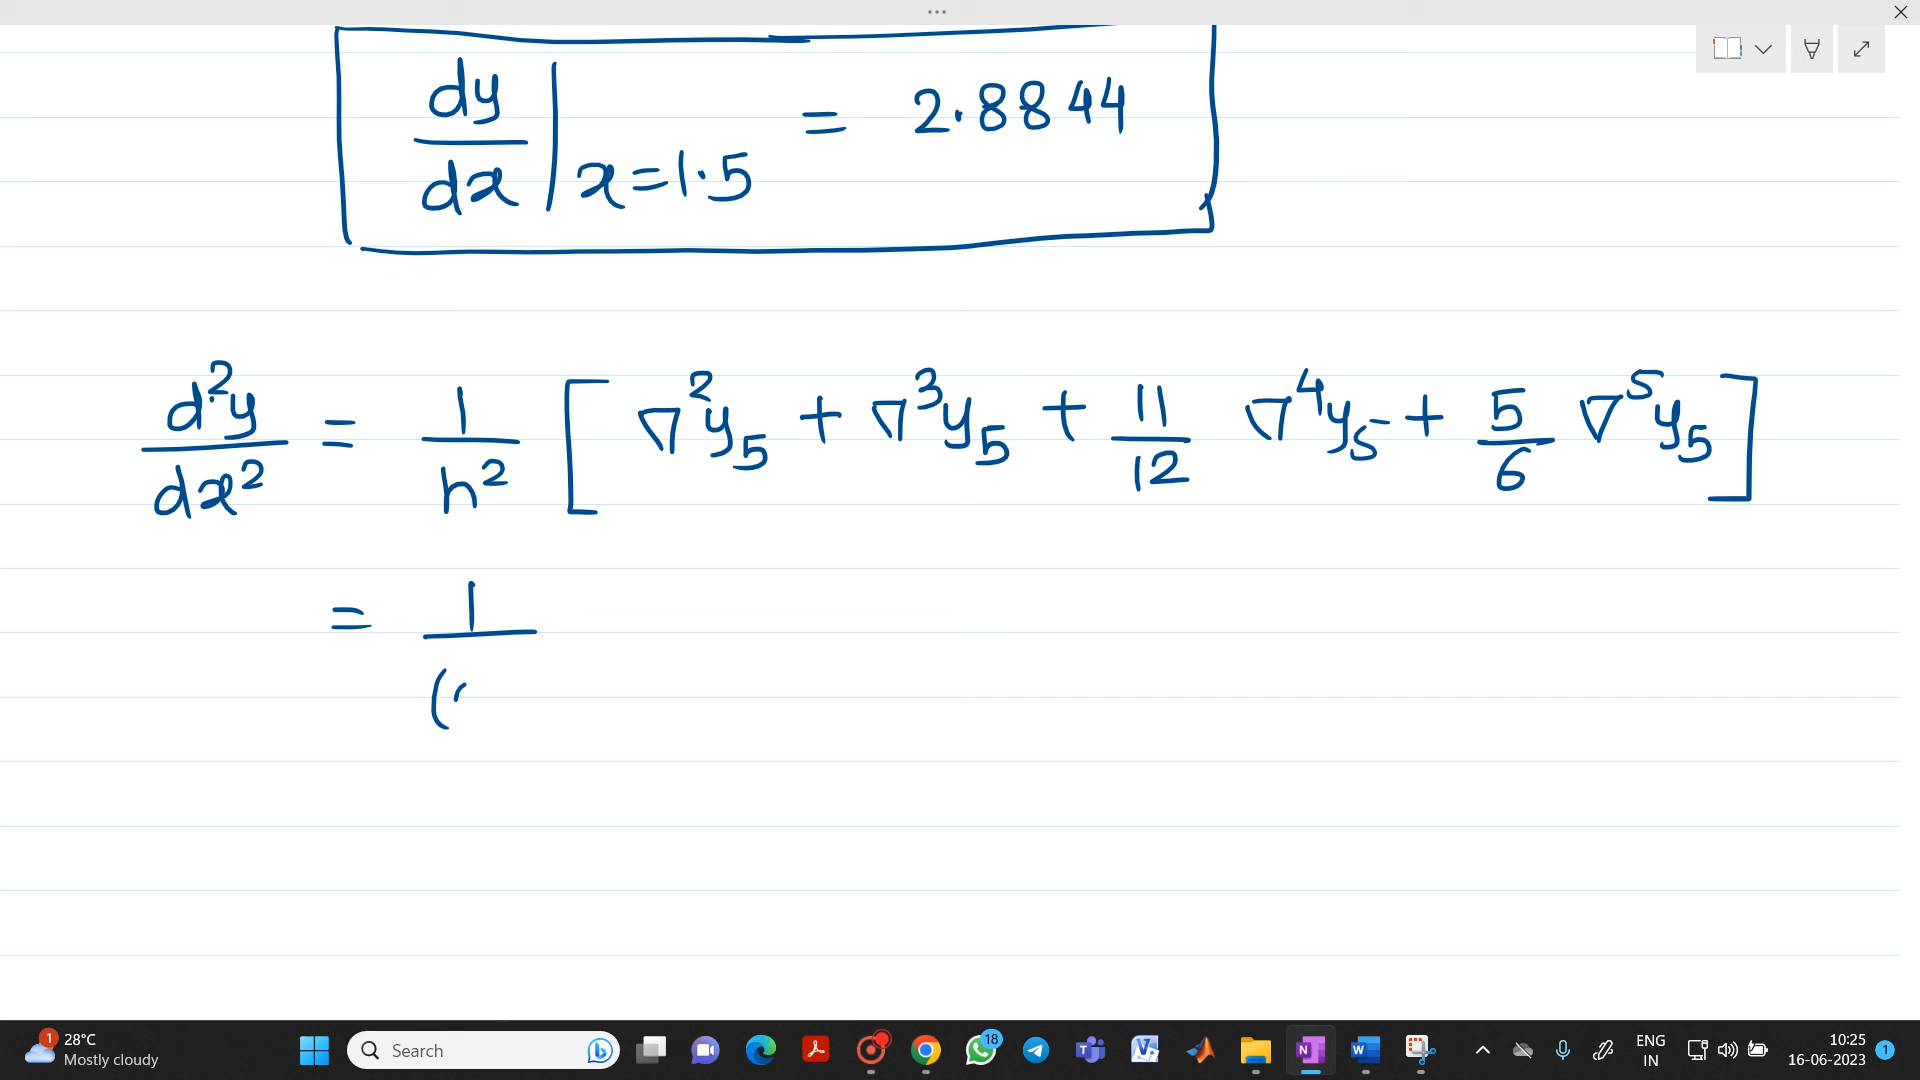 dy/dx | x=1.5 = 2.8844
d²y/dx² = 1/h² [ ∇²y₅ + ∇³y₅ + 11/12 ∇⁴y₅ + 5/6 ∇⁵y₅ ]
= 1/(
1 28°C
Mostly cloudy
Search
18
ENG
IN
10:25
16-06-2023
1